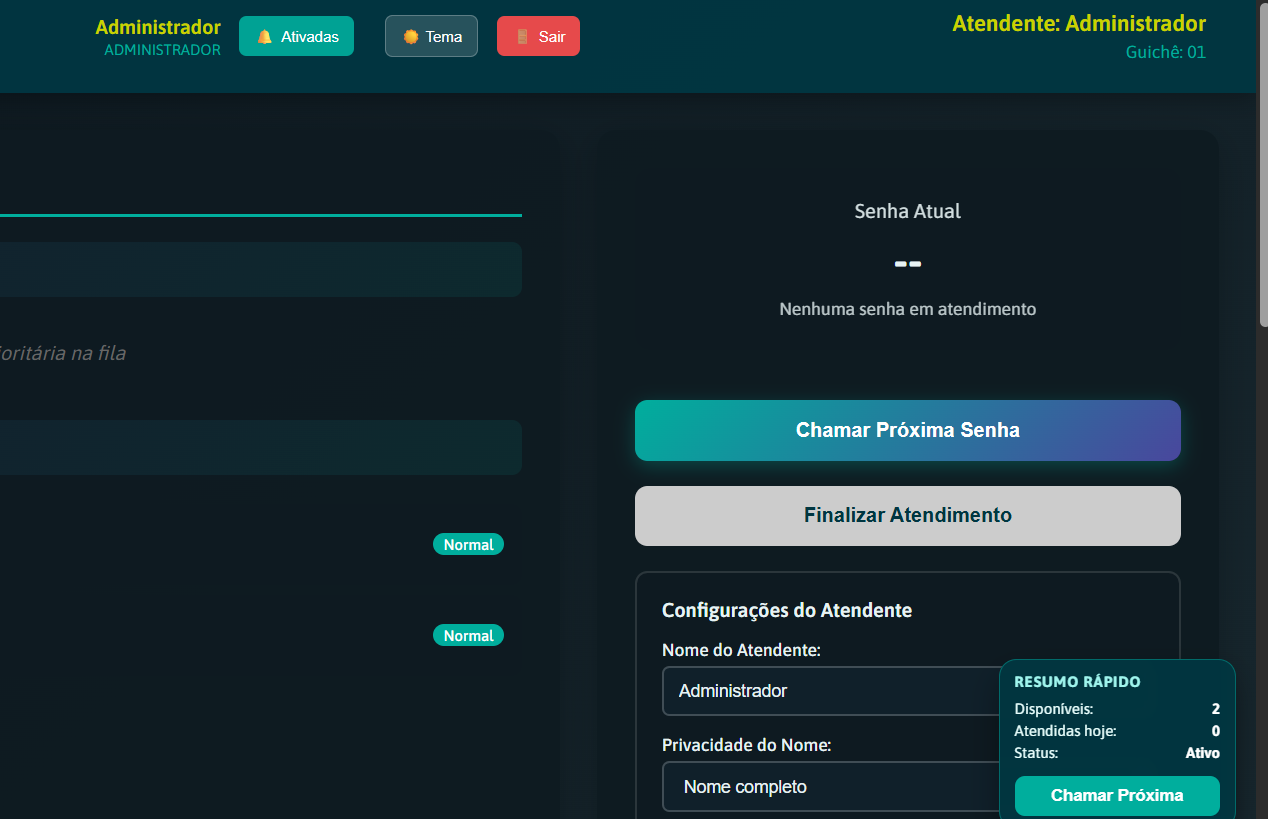 Administrador
ADMINISTRADOR
Ativadas
Tema
Sair
Atendente: Administrador
Guichê: 01
oritária na fila
Normal
Normal
Senha Atual
--
Nenhuma senha em atendimento
Chamar Próxima Senha
Finalizar Atendimento
Configurações do Atendente
Nome do Atendente:
Administrador
Privacidade do Nome:
Nome completo
RESUMO RÁPIDO
Disponíveis: 2
Atendidas hoje: 0
Status: Ativo
Chamar Próxima